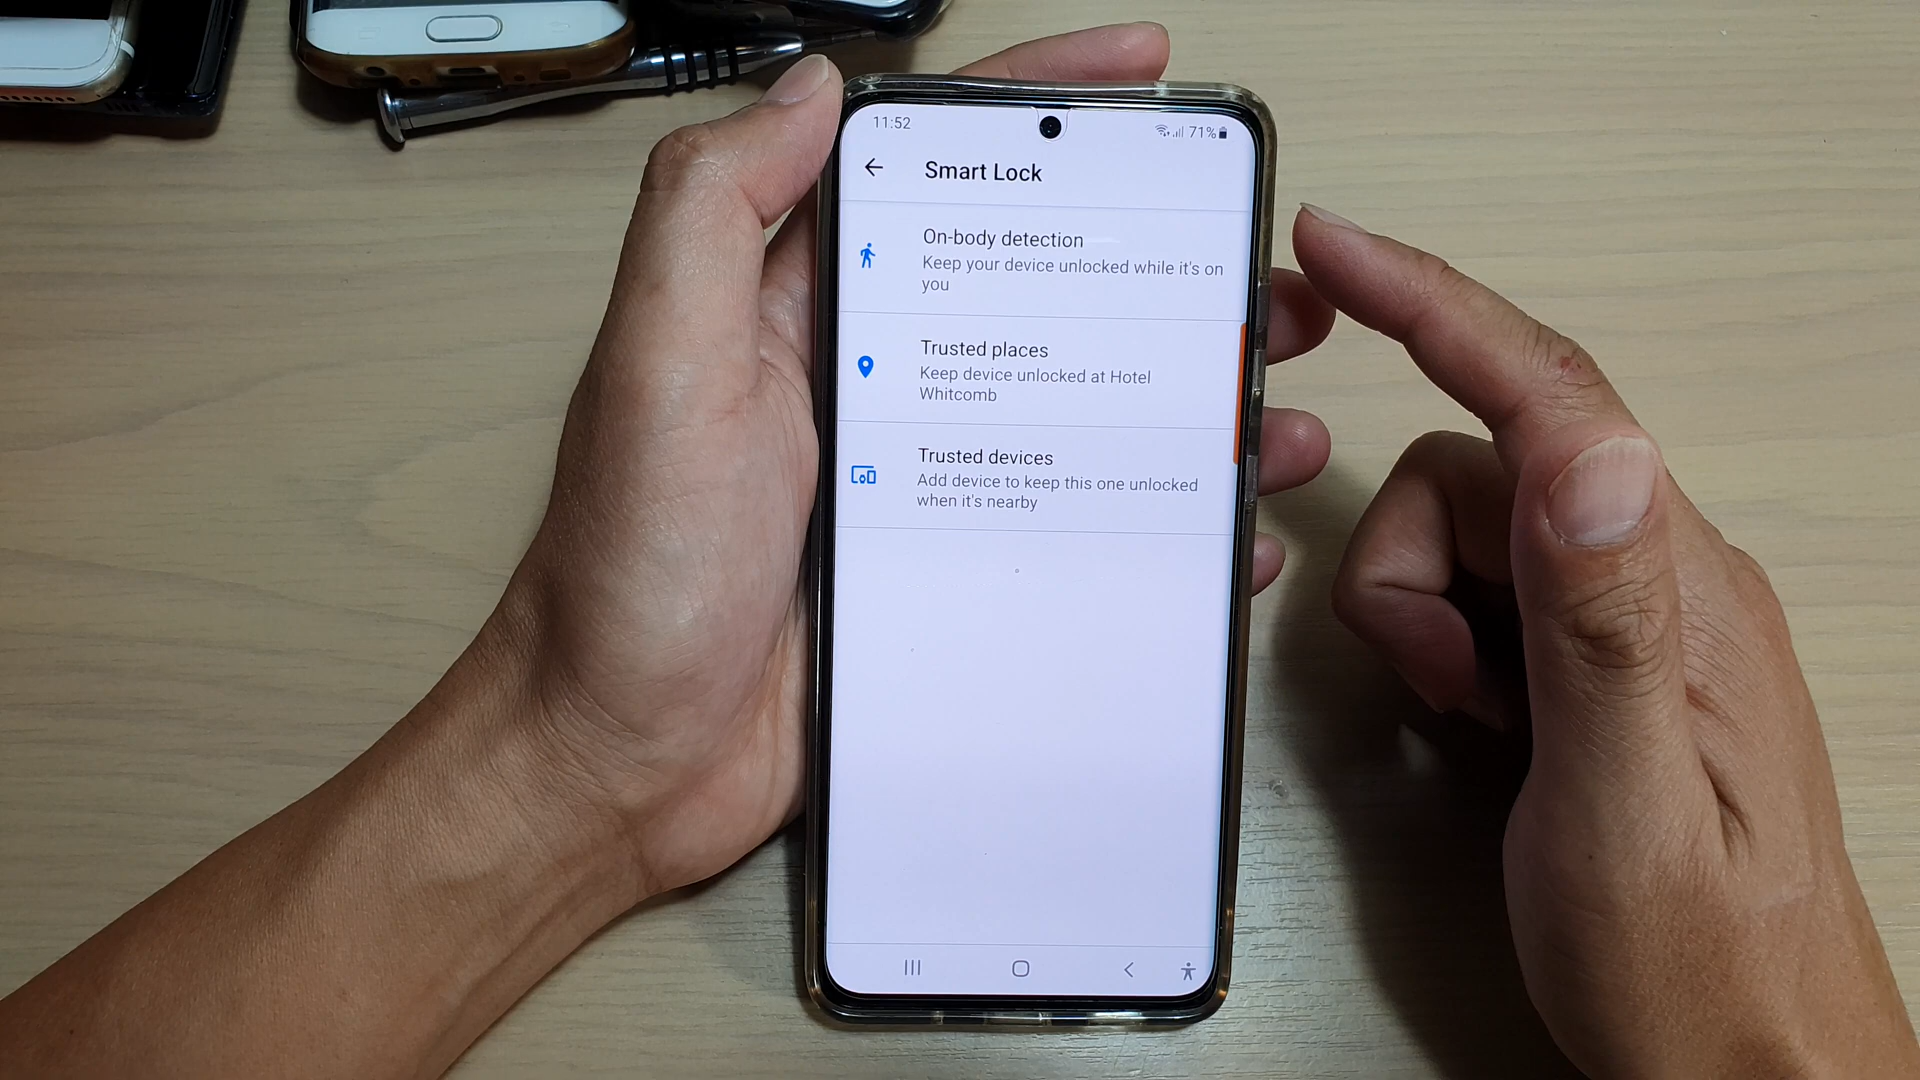 11:52
71%
Smart Lock
On-body detection
Keep your device unlocked while it's on
you
Trusted places
Keep device unlocked at Hotel
Whitcomb
Trusted devices
Add device to keep this one unlocked
when it's nearby